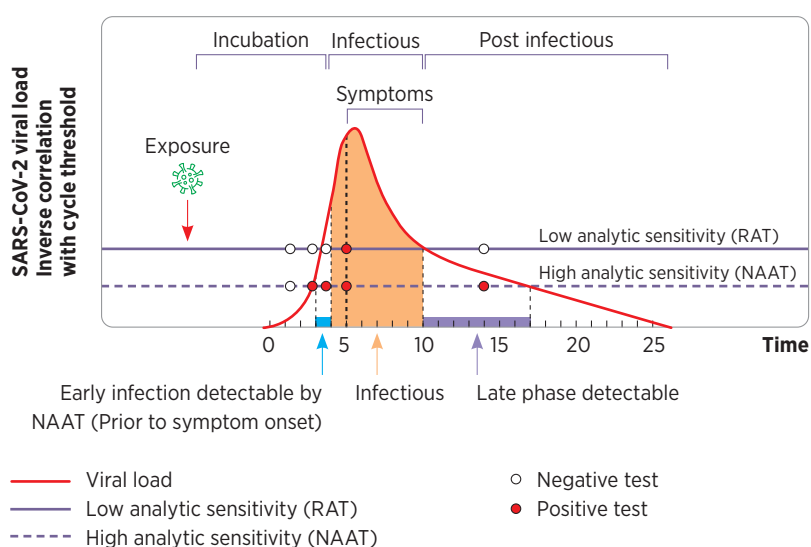 Incubation
Infectious
Post infectious
Symptoms
SARS-CoV-2 viral load
Inverse correlation
with cycle threshold
Exposure
Low analytic sensitivity (RAT)
High analytic sensitivity (NAAT)
0 5 10 15 20 25 Time
Early infection detectable by
NAAT (Prior to symptom onset)
Infectious
Late phase detectable
Viral load
Low analytic sensitivity (RAT)
High analytic sensitivity (NAAT)
Negative test
Positive test